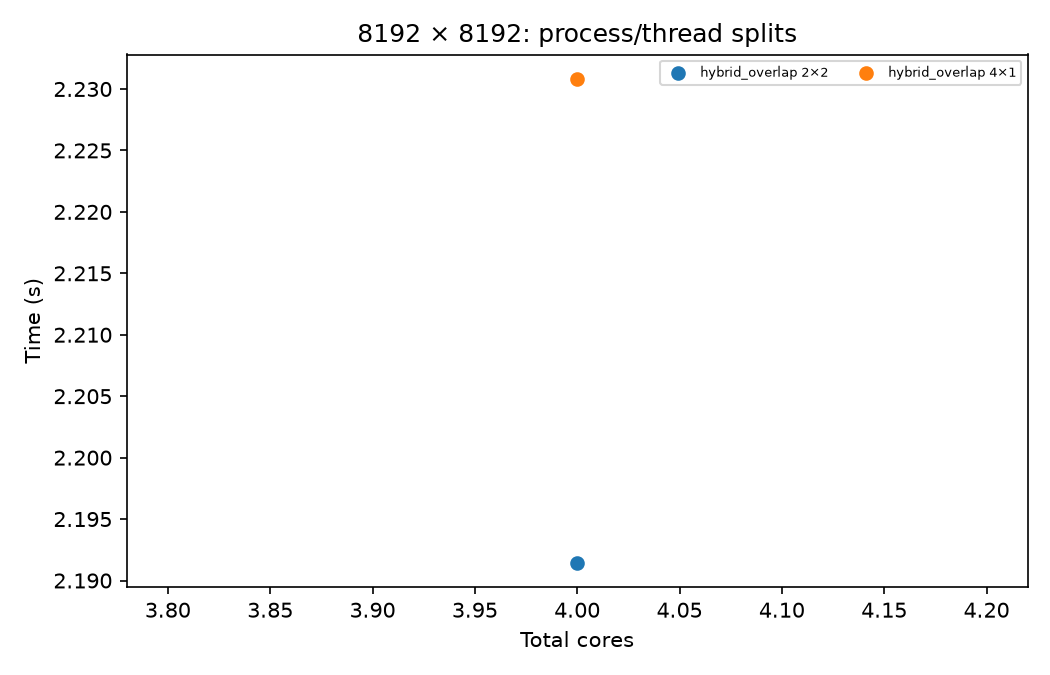 8192 × 8192: process/thread splits
hybrid_overlap 2×2 hybrid_overlap 4×1
Time (s)
2.230
2.225
2.220
2.215
2.210
2.205
2.200
2.195
2.190
3.80 3.85 3.90 3.95 4.00 4.05 4.10 4.15 4.20
Total cores